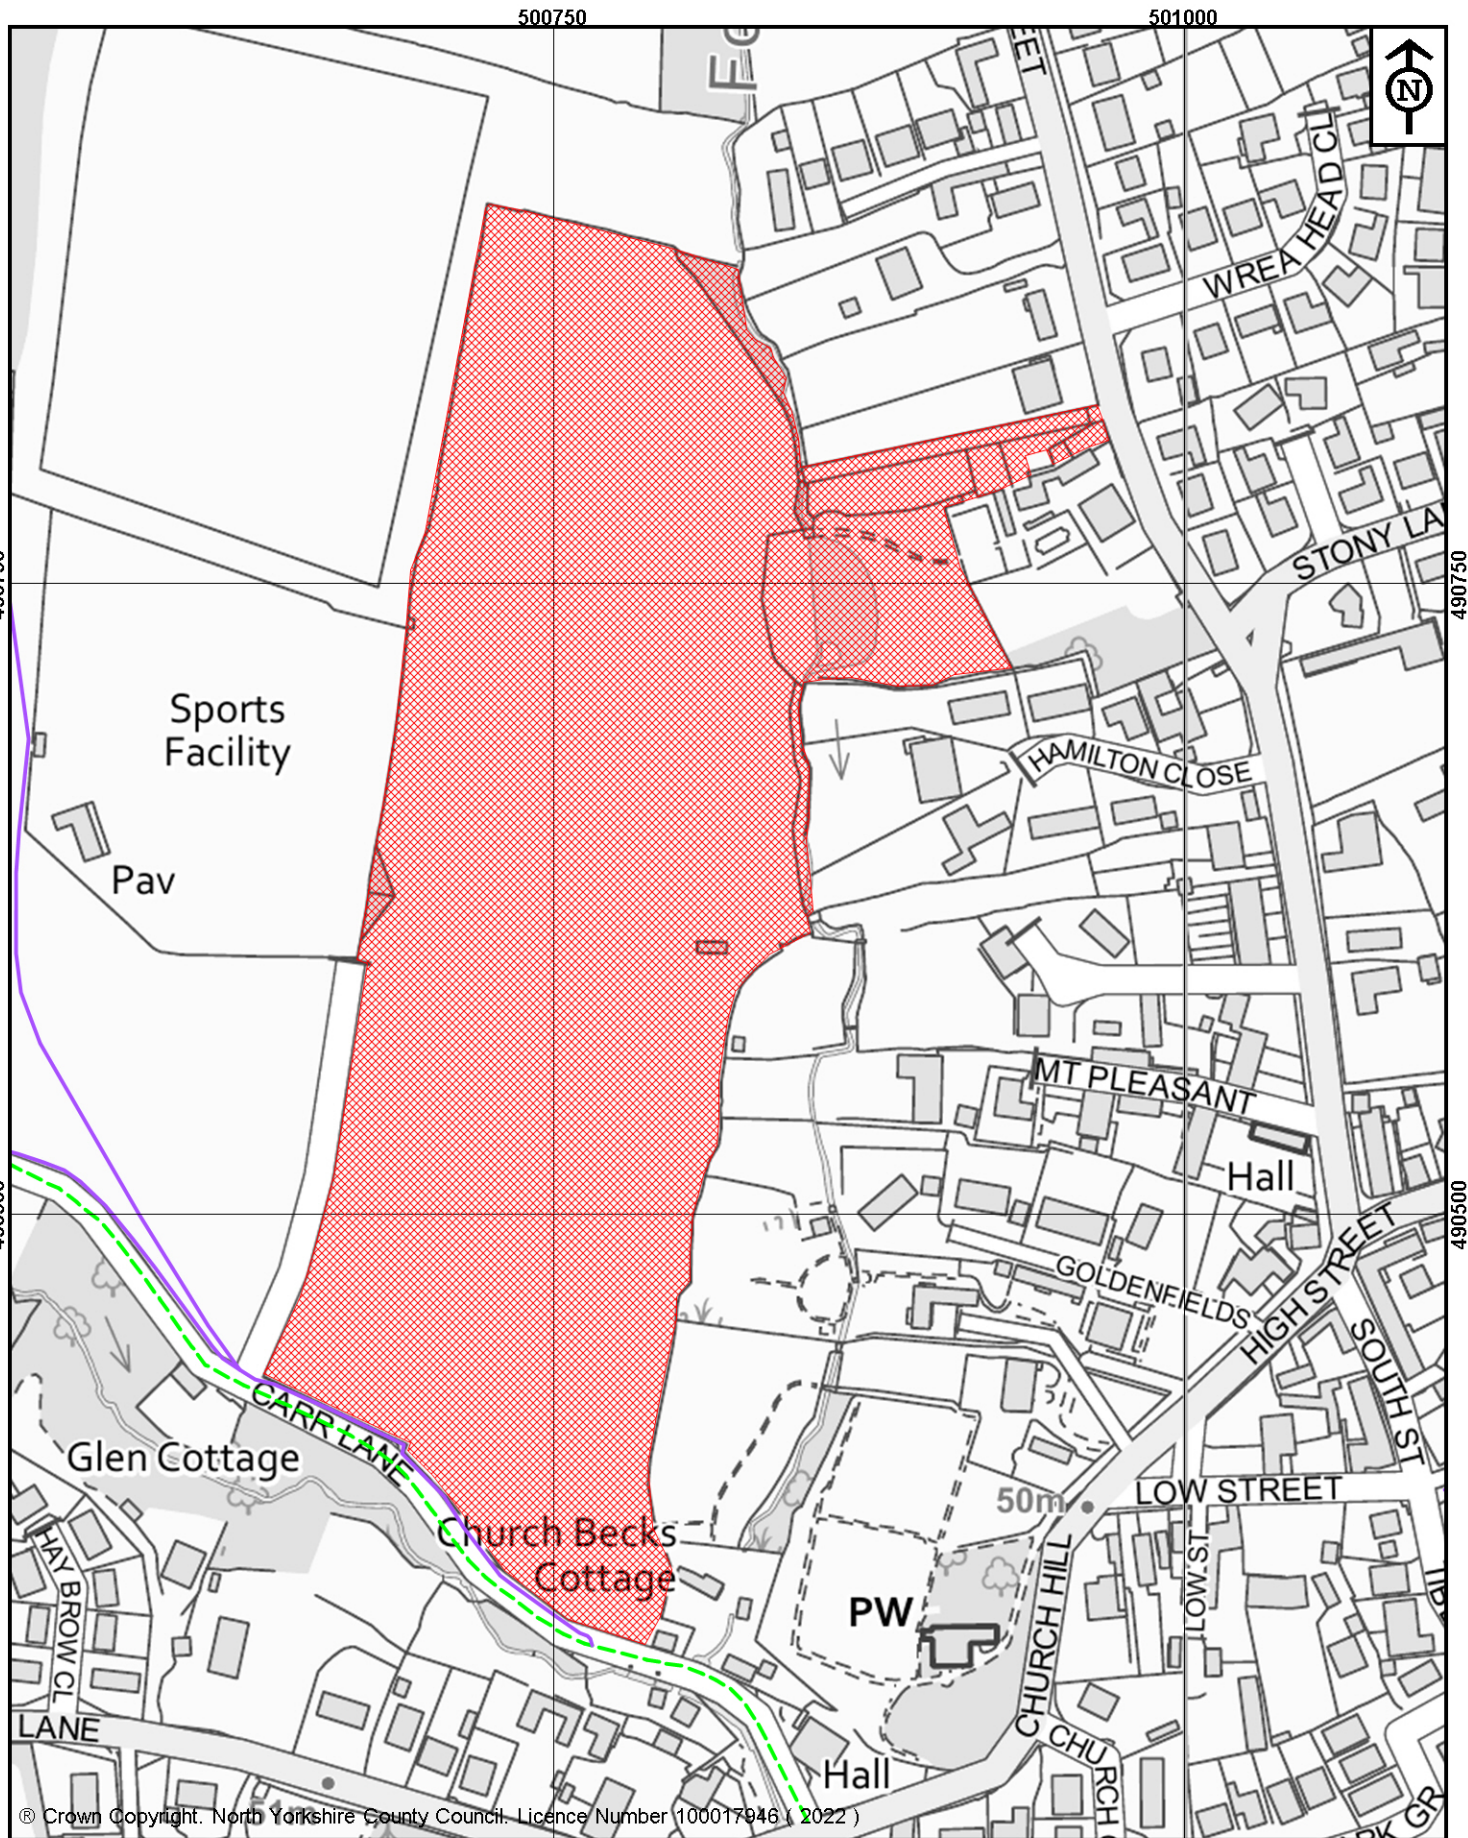 500750
501000
N
WREA HEAD CL
STONY LA
490750
Sports
Facility
HAMILTON CLOSE
Pav
MT PLEASANT
Hall
490500
GOLDENFIELDS
HIGH STREET
SOUTH ST
CARR LANE
Glen Cottage
50m
LOW STREET
Church Becks
Cottage
HAY BROW CL
LOW ST
PW
CHURCH HILL
LANE
CHURCH
Hall
® Crown Copyright. North Yorkshire County Council. Licence Number 100017946 ( 2022 )